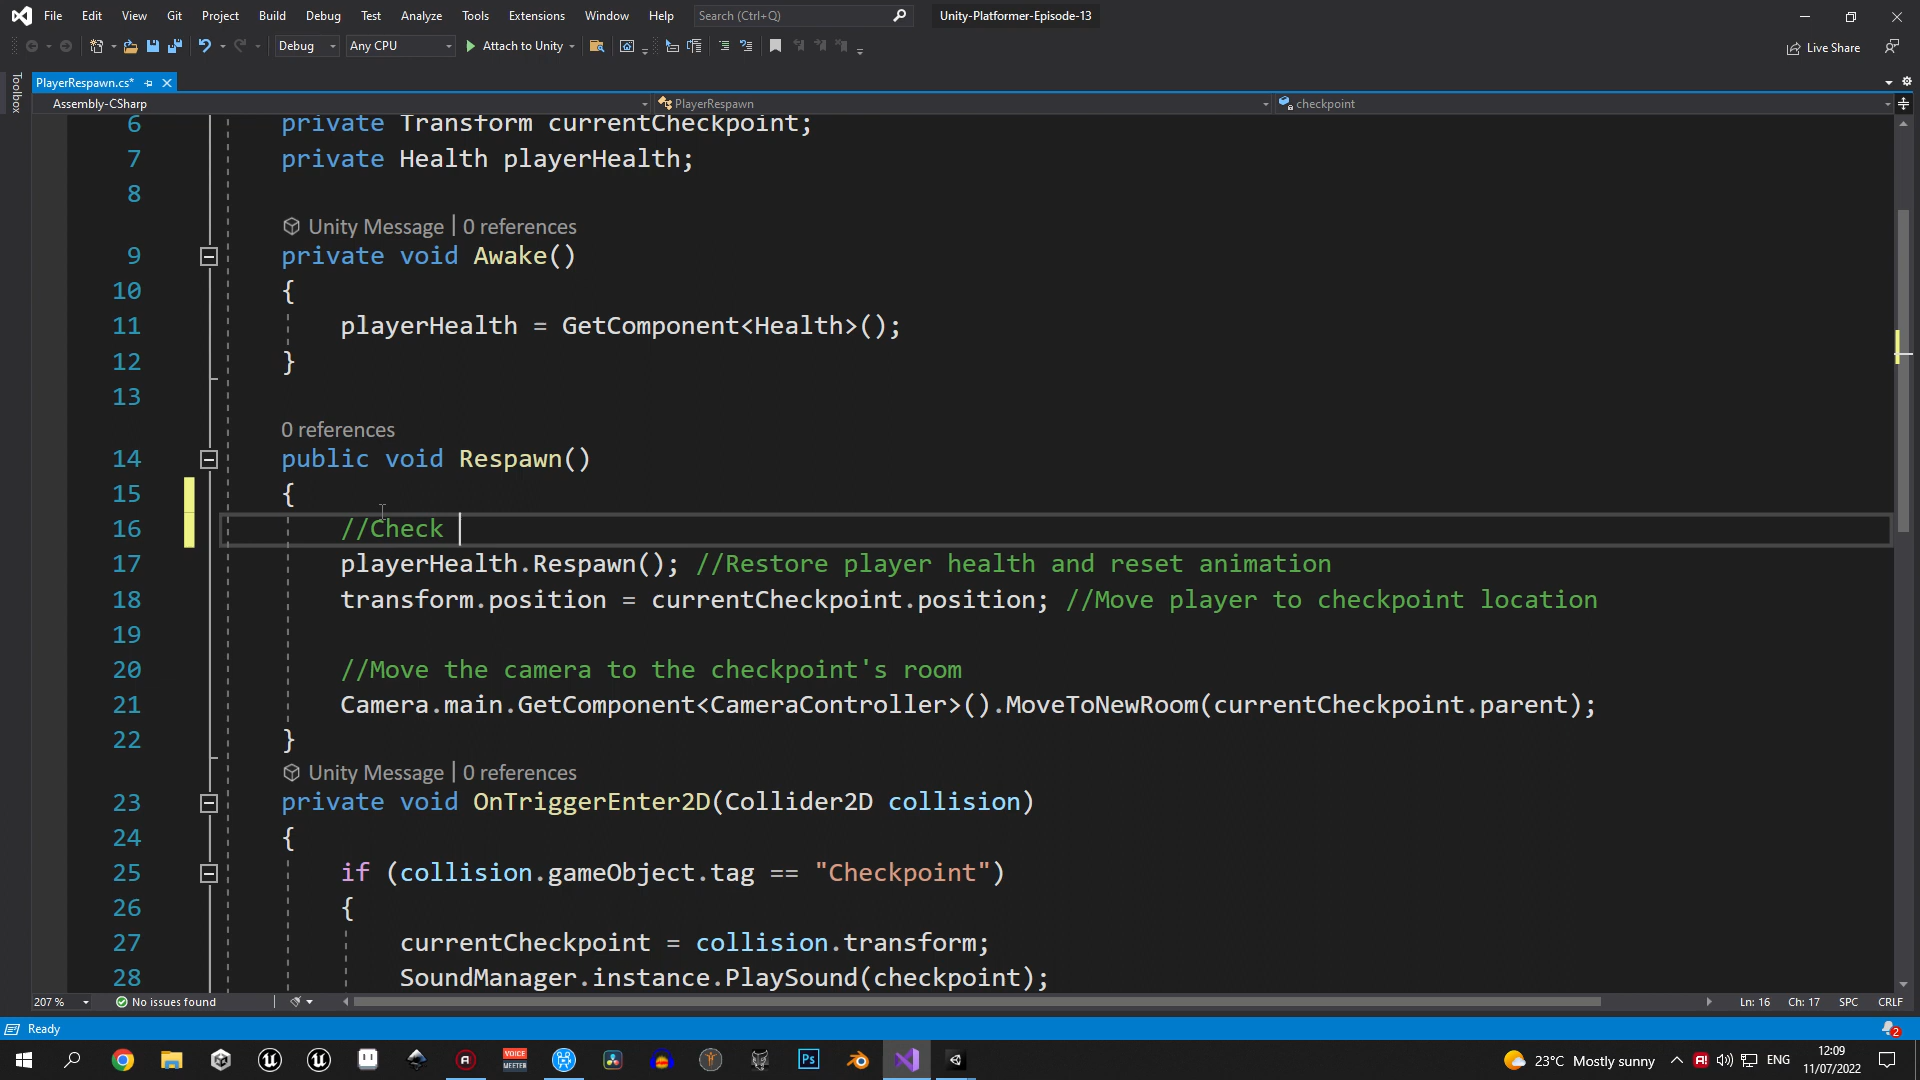 File Edit View Git Project Build Debug Test Analyze Tools Extensions Window Help Search (Ctrl+Q) Unity-Platformer-Episode-13
Debug Any CPU Attach to Unity Live Share
Toolbox
PlayerRespawn.cs*
Assembly-CSharp PlayerRespawn checkpoint
6 private Transform currentCheckpoint;
7 private Health playerHealth;
8
Unity Message | 0 references
9 private void Awake()
10 {
11 playerHealth = GetComponent<Health>();
12 }
13
0 references
14 public void Respawn()
15 {
16 //Check
17 playerHealth.Respawn(); //Restore player health and reset animation
18 transform.position = currentCheckpoint.position; //Move player to checkpoint location
19
20 //Move the camera to the checkpoint's room
21 Camera.main.GetComponent<CameraController>().MoveToNewRoom(currentCheckpoint.parent);
22 }
Unity Message | 0 references
23 private void OnTriggerEnter2D(Collider2D collision)
24 {
25 if (collision.gameObject.tag == "Checkpoint")
26 {
27 currentCheckpoint = collision.transform;
28 SoundManager.instance.PlaySound(checkpoint);
207 % No issues found Ln: 16 Ch: 17 SPC CRLF
Ready 2
VOICE MEETER Ps 23°C Mostly sunny A! ENG 12:09
11/07/2022